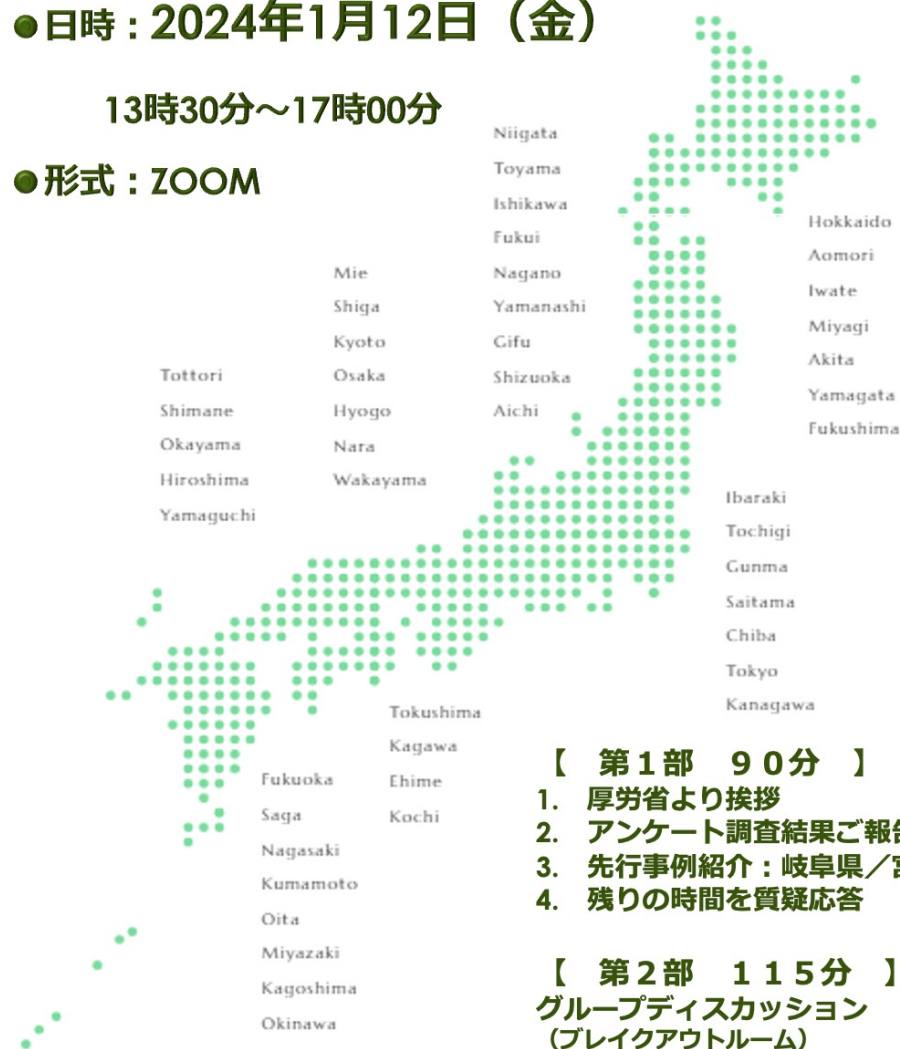 ●日時：2024年1月12日（金）
13時30分～17時00分
●形式：ZOOM
Niigata
Toyama
Ishikawa
Fukui
Nagano
Yamanashi
Gifu
Shizuoka
Aichi
Hokkaido
Aomori
Iwate
Miyagi
Akita
Yamagata
Fukushima
Mie
Shiga
Kyoto
Osaka
Hyogo
Nara
Wakayama
Tottori
Shimane
Okayama
Hiroshima
Yamaguchi
Ibaraki
Tochigi
Gunma
Saitama
Chiba
Tokyo
Kanagawa
Tokushima
Kagawa
Ehime
Kochi
Fukuoka
Saga
Nagasaki
Kumamoto
Oita
Miyazaki
Kagoshima
Okinawa
【　第１部　９０分　】
1.　厚労省より挨拶
2.　アンケート調査結果ご報告
3.　先行事例紹介：岐阜県／
4.　残りの時間を質疑応答
【　第２部　１１５分　】
グループディスカッション
（ブレイクアウトルーム）